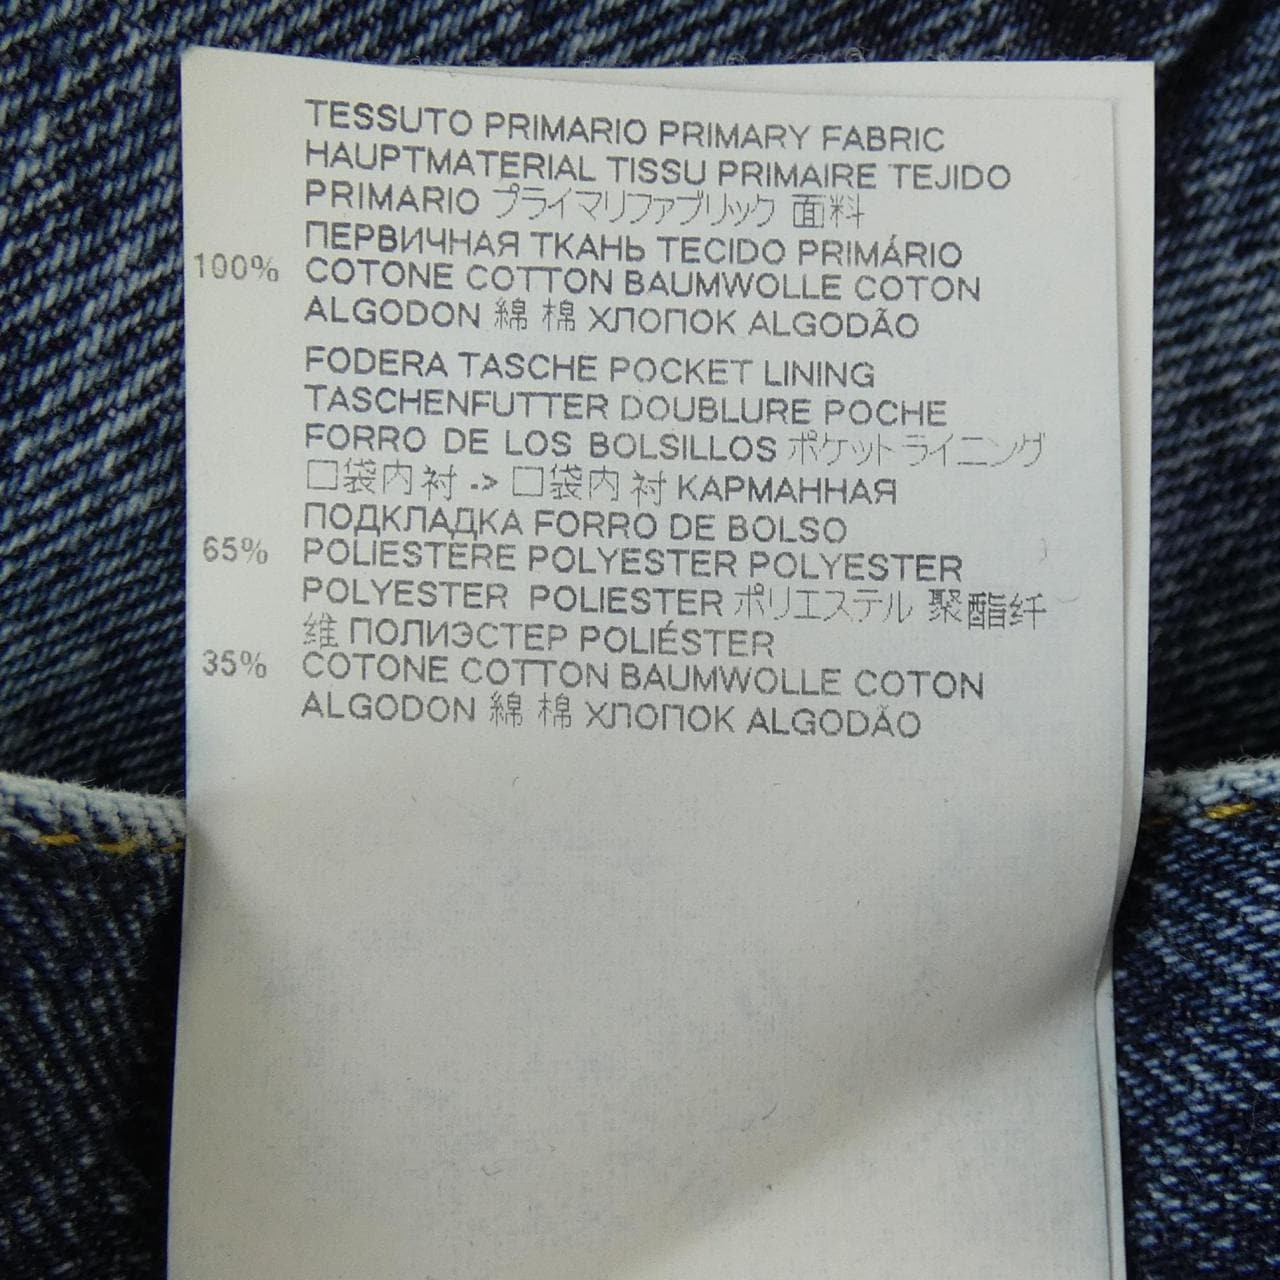 TESSUTO PRIMARIO PRIMARY FABRIC
HAUPTMATERIAL TISSU PRIMAIRE TEJIDO
PRIMARIO プライマリファブリック 面料
ПЕРВИЧНАЯ ТКАНЬ TECIDO PRIMÁRIO
100% COTONE COTTON BAUMWOLLE COTON
ALGODON 綿 棉 ХЛОПОК ALGODÃO
FODERA TASCHE POCKET LINING
TASCHENFUTTER DOUBLURE POCHE
FORRO DE LOS BOLSILLOS ポケットライニング
口袋内衬 -> 口袋内衬 КАРМАННАЯ
ПОДКЛАДКА FORRO DE BOLSO
65% POLIESTERE POLYESTER POLYESTER
POLYESTER POLIESTER ポリエステル 聚酯纤
维 ПОЛИЭСТЕР POLIÉSTER
35% COTONE COTTON BAUMWOLLE COTON
ALGODON 綿 棉 ХЛОПОК ALGODÃO